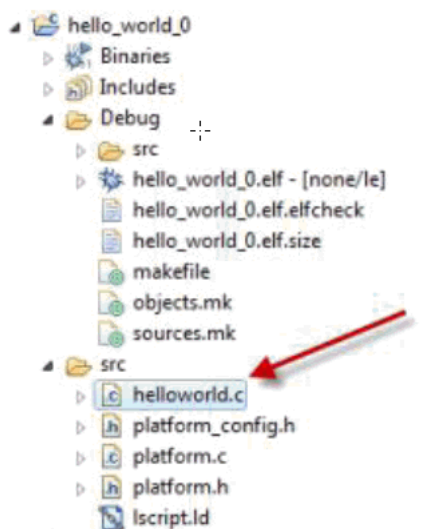 hello_world_0
Binaries
Includes
Debug
src
hello_world_0.elf - [none/le]
hello_world_0.elf.elfcheck
hello_world_0.elf.size
makefile
objects.mk
sources.mk
src
helloworld.c
platform_config.h
platform.c
platform.h
lscript.ld